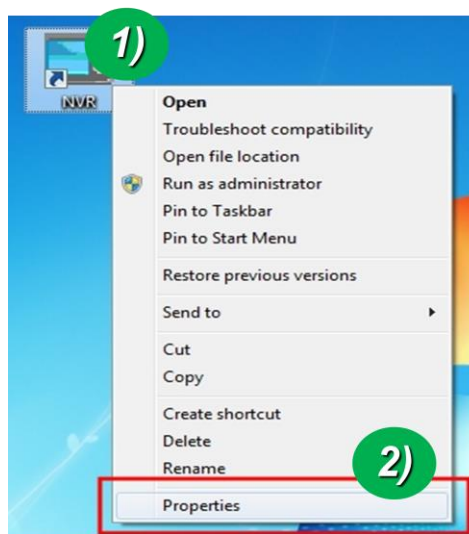 1)
NVR
Open
Troubleshoot compatibility
Open file location
Run as administrator
Pin to Taskbar
Pin to Start Menu
Restore previous versions
Send to
Cut
Copy
Create shortcut
Delete
Rename
2)
Properties